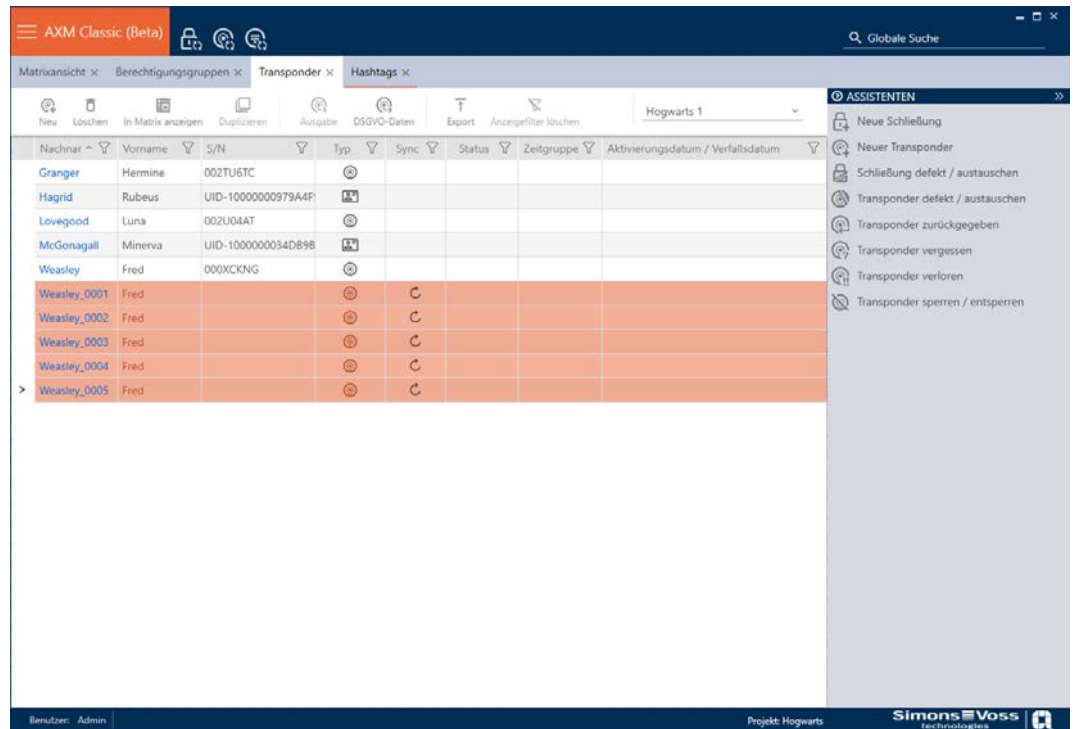 AXM Classic (Beta)
Globale Suche
Matrixansicht × Berechtigungsgruppen × Transponder × Hashtags ×
Neu Löschen In Matrix anzeigen Duplizieren Ausgabe DSGVO-Daten Export Anzeigefilter löschen Hogwarts 1
Nachnar Vorname S/N Typ Sync Status Zeitgruppe Aktivierungsdatum / Verfallsdatum
Granger Hermine 002TU6TC
Hagrid Rubeus UID-10000000979A4F
Lovegood Luna 002U04AT
McGonagall Minerva UID-1000000034DB9B
Weasley Fred 000XCKNG
Weasley_0001 Fred
Weasley_0002 Fred
Weasley_0003 Fred
Weasley_0004 Fred
Weasley_0005 Fred
ASSISTENTEN
Neue Schließung
Neuer Transponder
Schließung defekt / austauschen
Transponder defekt / austauschen
Transponder zurückgegeben
Transponder vergessen
Transponder verloren
Transponder sperren / entsperren
Benutzer: Admin
Projekt: Hogwarts
Simons Voss
technologies